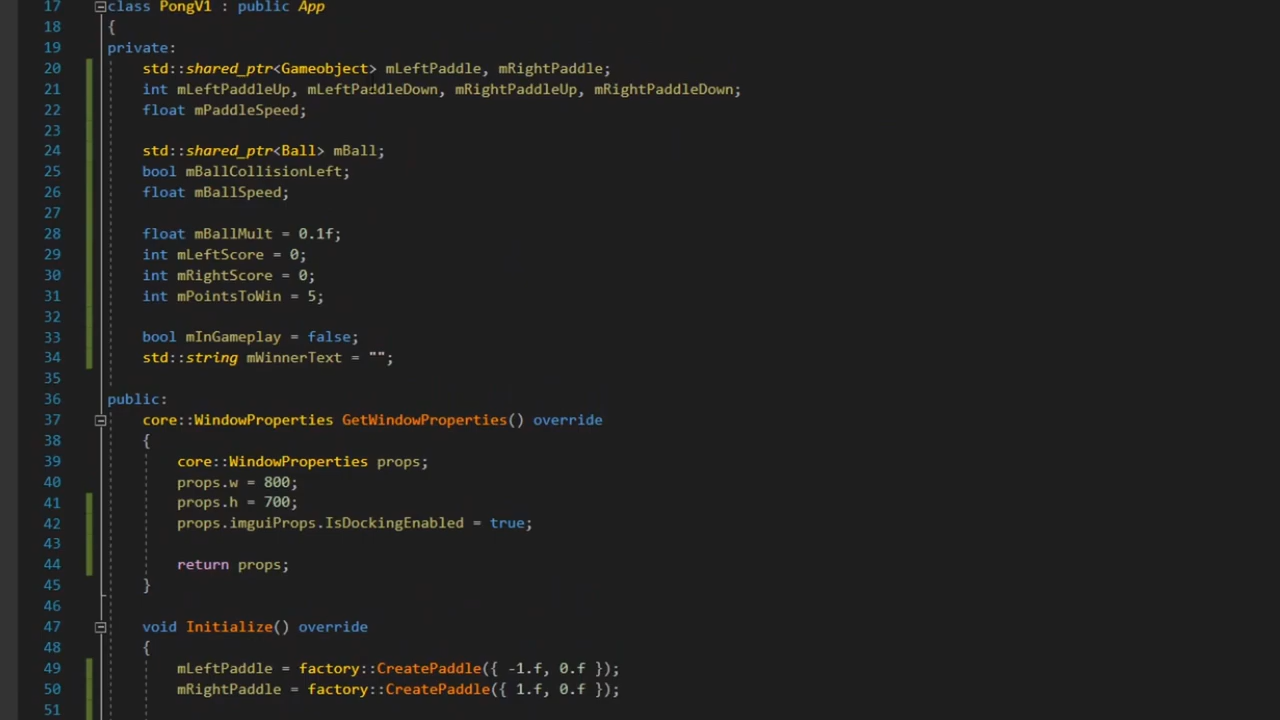 17 class PongV1 : public App
18 {
19 private:
20 std::shared_ptr<Gameobject> mLeftPaddle, mRightPaddle;
21 int mLeftPaddleUp, mLeftPaddleDown, mRightPaddleUp, mRightPaddleDown;
22 float mPaddleSpeed;
23
24 std::shared_ptr<Ball> mBall;
25 bool mBallCollisionLeft;
26 float mBallSpeed;
27
28 float mBallMult = 0.1f;
29 int mLeftScore = 0;
30 int mRightScore = 0;
31 int mPointsToWin = 5;
32
33 bool mInGameplay = false;
34 std::string mWinnerText = "";
35
36 public:
37 core::WindowProperties GetWindowProperties() override
38 {
39 core::WindowProperties props;
40 props.w = 800;
41 props.h = 700;
42 props.imguiProps.IsDockingEnabled = true;
43
44 return props;
45 }
46
47 void Initialize() override
48 {
49 mLeftPaddle = factory::CreatePaddle({ -1.f, 0.f });
50 mRightPaddle = factory::CreatePaddle({ 1.f, 0.f });
51